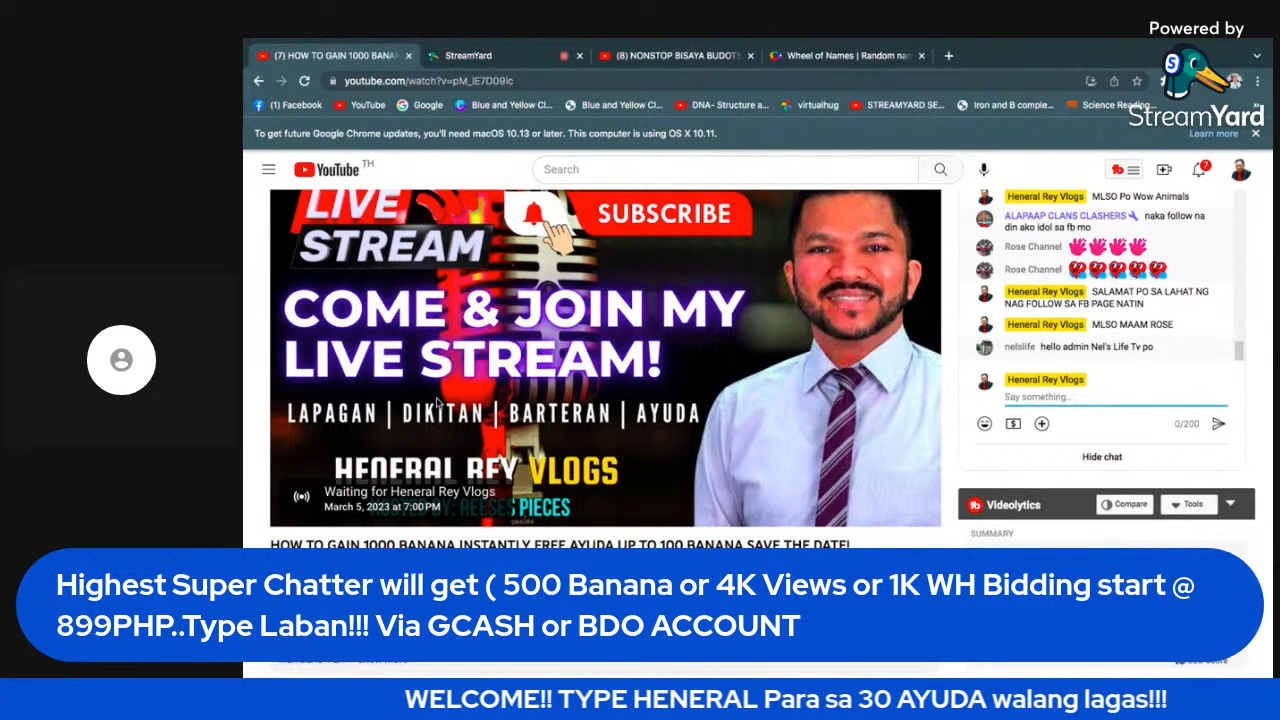 Powered by
StreamYard
(7) HOW TO GAIN 1000 BANAN
StreamYard
(8) NONSTOP BISAYA BUDOTS
Wheel of Names | Random nam
youtube.com/watch?v=pM_lE7D09lc
(1) Facebook
YouTube
Google
Blue and Yellow Cl...
Blue and Yellow Cl...
DNA- Structure a...
virtualhug
STREAMYARD SE...
Iron and B comple...
Science Reading...
To get future Google Chrome updates, you'll need macOS 10.13 or later. This computer is using OS X 10.11.
Learn more
YouTube TH
Search
7
LIVE
STREAM
SUBSCRIBE
COME & JOIN MY
LIVE STREAM!
LAPAGAN | DIKITAN | BARTERAN | AYUDA
HENERAL REY VLOGS
Waiting for Heneral Rey Vlogs
March 5, 2023 at 7:00 PM
HOSTED BY: REESES PIECES
Heneral Rey Vlogs MLSO Po Wow Animals
ALAPAAP CLANS CLASHERS naka follow na
din ako idol sa fb mo
Rose Channel
Rose Channel
Heneral Rey Vlogs SALAMAT PO SA LAHAT NG
NAG FOLLOW SA FB PAGE NATIN
Heneral Rey Vlogs MLSO MAAM ROSE
nelslife hello admin Nel's Life Tv po
Heneral Rey Vlogs
Say something...
0/200
Hide chat
Videolytics
Compare
Tools
SUMMARY
HOW TO GAIN 1000 BANANA INSTANTLY FREE AYUDA UP TO 100 BANANA SAVE THE DATE!
Highest Super Chatter will get ( 500 Banana or 4K Views or 1K WH Bidding start @
899PHP..Type Laban!!! Via GCASH or BDO ACCOUNT
WELCOME!! TYPE HENERAL Para sa 30 AYUDA walang lagas!!!